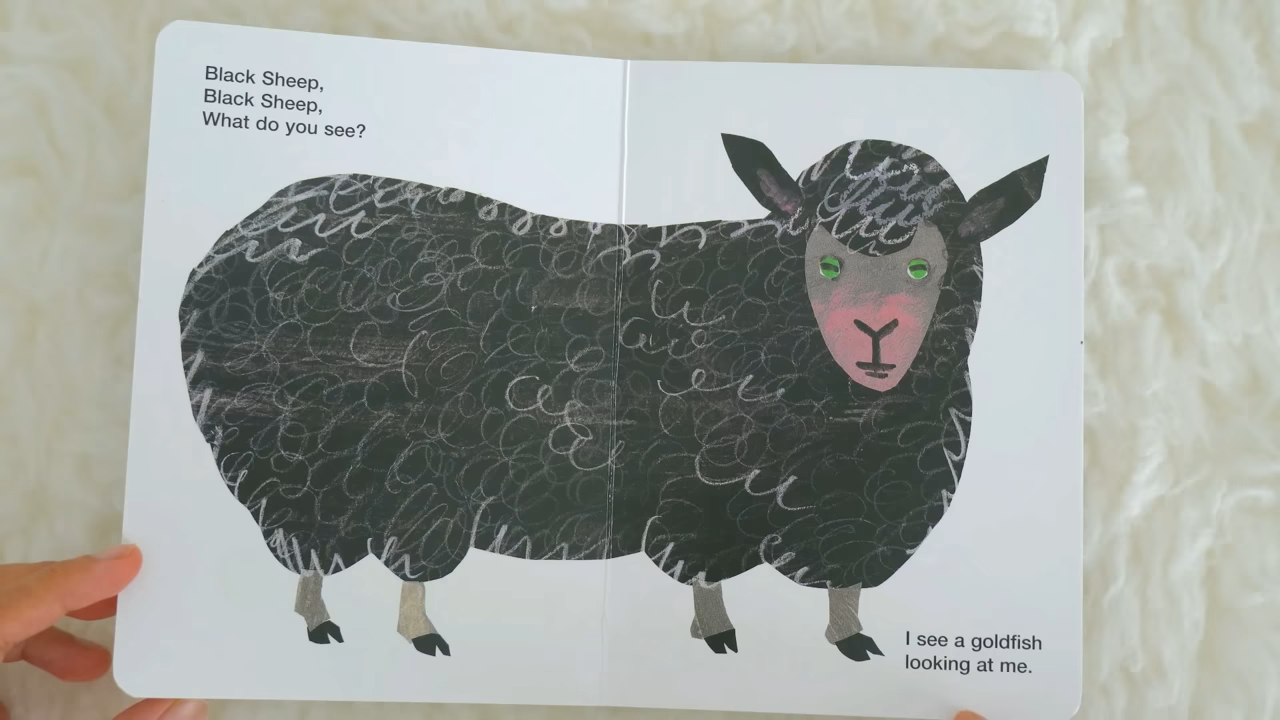 Black Sheep,
Black Sheep,
What do you see?
I see a goldfish
looking at me.